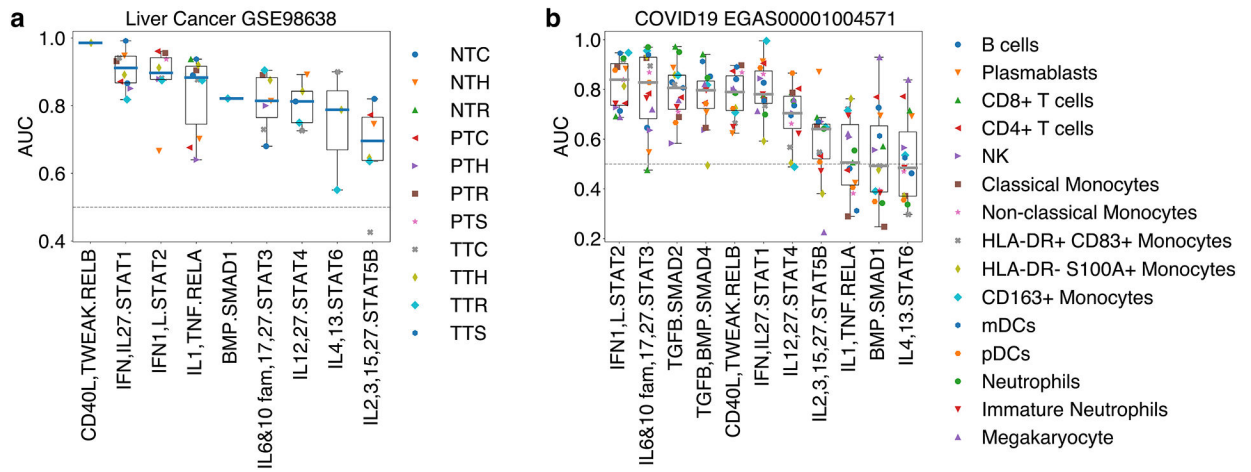 a
Liver Cancer GSE98638
AUC
1.0
0.8
0.6
0.4
CD40L,TWEAK.RELB
IFN,IL27.STAT1
IFN1,L.STAT2
IL1,TNF.RELA
BMP.SMAD1
IL6&10 fam,17,27.STAT3
IL12,27.STAT4
IL4,13.STAT6
IL2,3,15,27.STAT5B
NTC
NTH
NTR
PTC
PTH
PTR
PTS
TTC
TTH
TTR
TTS
b
COVID19 EGAS00001004571
AUC
1.0
0.8
0.6
0.4
0.2
IFN1,L.STAT2
IL6&10 fam,17,27.STAT3
TGFB.SMAD2
TGFB,BMP.SMAD4
CD40L,TWEAK.RELB
IFN,IL27.STAT1
IL12,27.STAT4
IL2,3,15,27.STAT5B
IL1,TNF.RELA
BMP.SMAD1
IL4,13.STAT6
B cells
Plasmablasts
CD8+ T cells
CD4+ T cells
NK
Classical Monocytes
Non-classical Monocytes
HLA-DR+ CD83+ Monocytes
HLA-DR- S100A+ Monocytes
CD163+ Monocytes
mDCs
pDCs
Neutrophils
Immature Neutrophils
Megakaryocyte